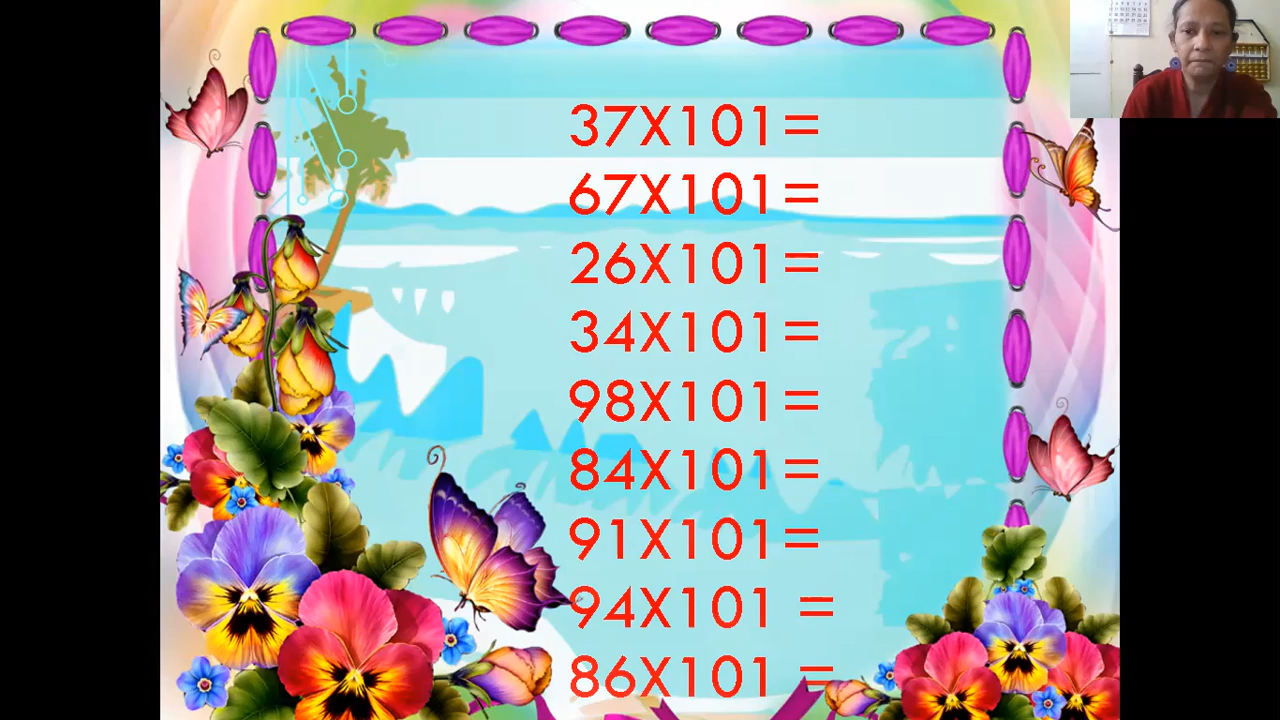 37X101=
67X101=
26X101=
34X101=
98X101=
84X101=
91X101=
94X101 =
86X101 =